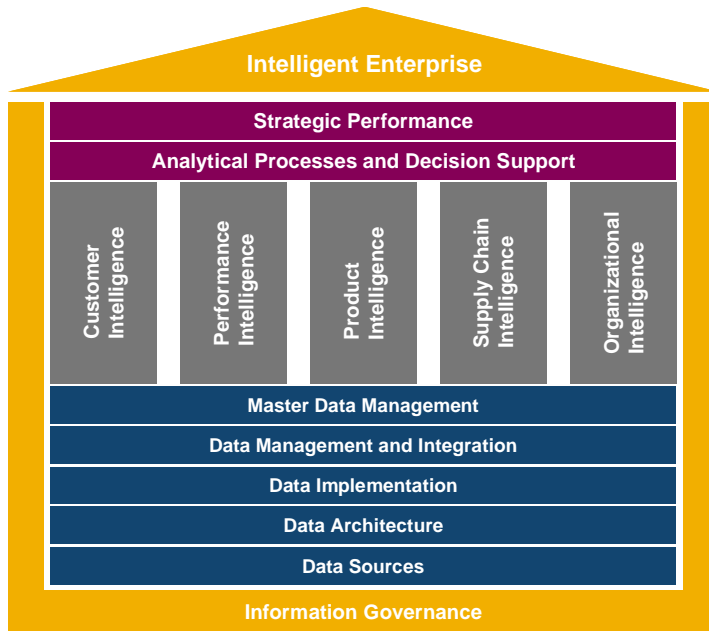 Intelligent Enterprise
Strategic Performance
Analytical Processes and Decision Support
Customer
Intelligence
Performance
Intelligence
Product
Intelligence
Supply Chain
Intelligence
Organizational
Intelligence
Master Data Management
Data Management and Integration
Data Implementation
Data Architecture
Data Sources
Information Governance